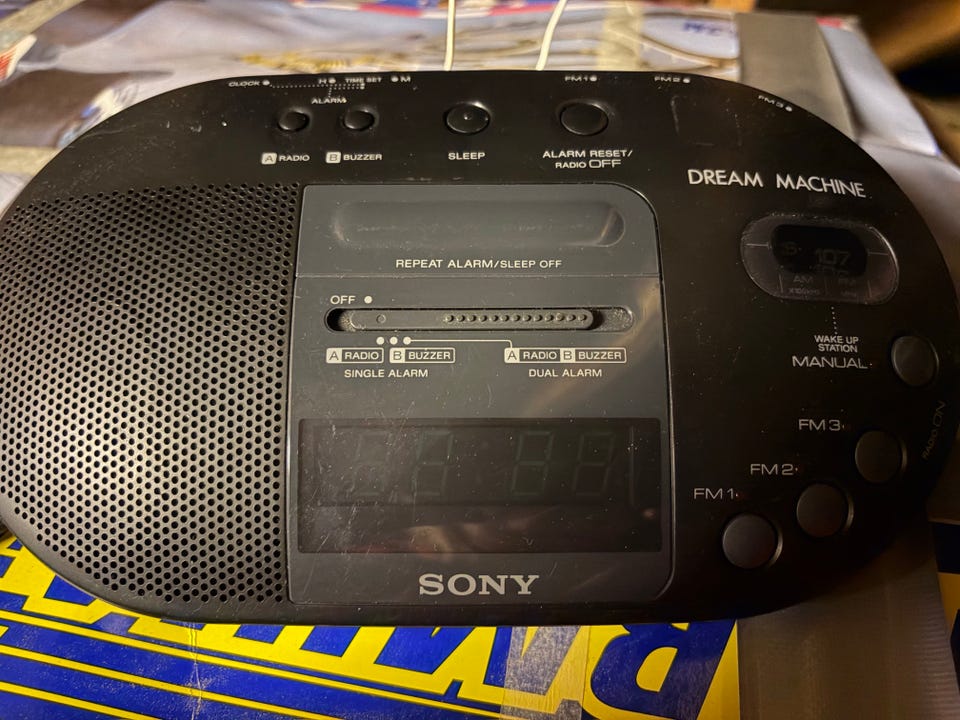 CLOCK H TIME SET M FM1 FM2 FM3
ALARM
A RADIO B BUZZER SLEEP ALARM RESET/
RADIO OFF
DREAM MACHINE
REPEAT ALARM/SLEEP OFF
107
AM FM
OFF
A RADIO B BUZZER A RADIO B BUZZER
SINGLE ALARM DUAL ALARM
WAKE UP
STATION
MANUAL
RADIO ON
FM3
FM2
FM1
SONY